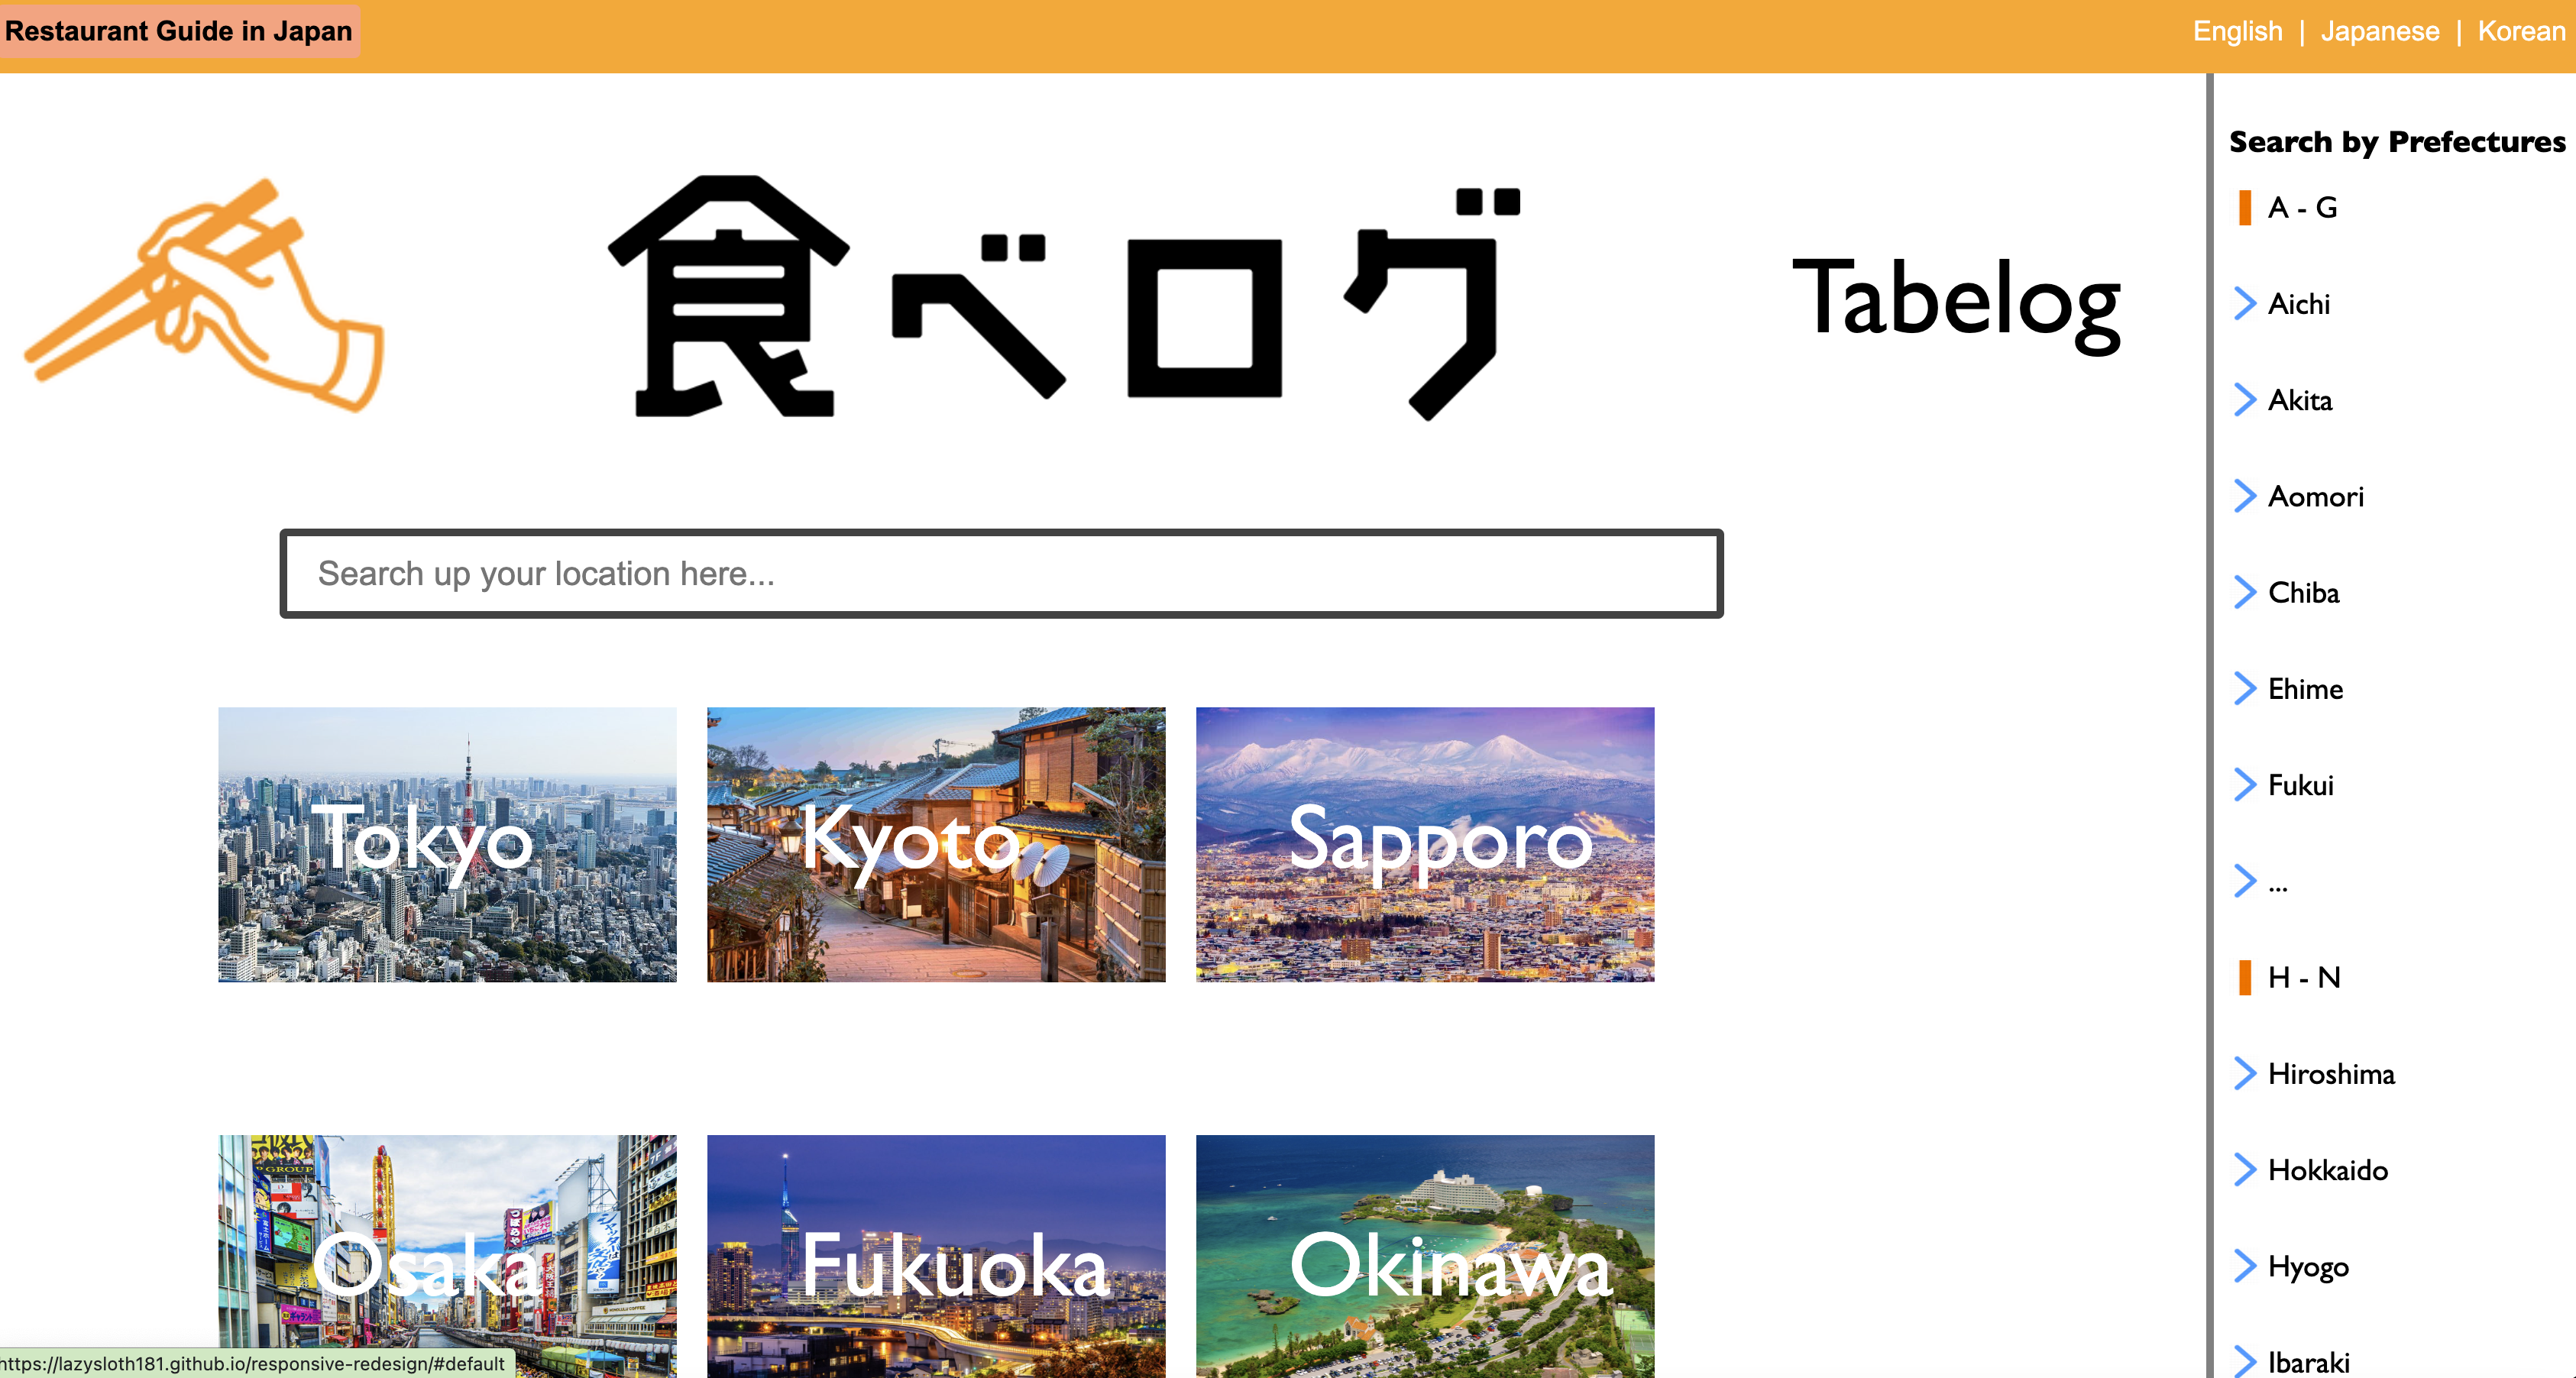 Restaurant Guide in Japan
English | Japanese | Korean
食べログ
Tabelog
Search up your location here...
Tokyo
Kyoto
Sapporo
Osaka
Fukuoka
Okinawa
Search by Prefectures
A - G
Aichi
Akita
Aomori
Chiba
Ehime
Fukui
...
H - N
Hiroshima
Hokkaido
Hyogo
Ibaraki
https://lazysloth181.github.io/responsive-redesign/#default